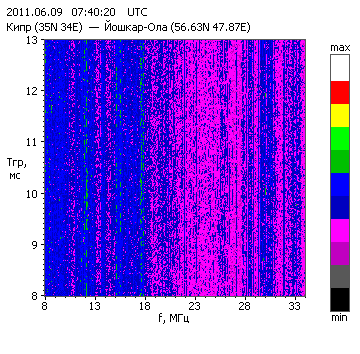 2011.06.09 07:40:20 UTC
Кипр (35N 34E) — Йошкар-Ола (56.63N 47.87E)
max
13
12
11
Tгр,
мс
10
9
8
8 13 18 23 28 33
min
f, МГц